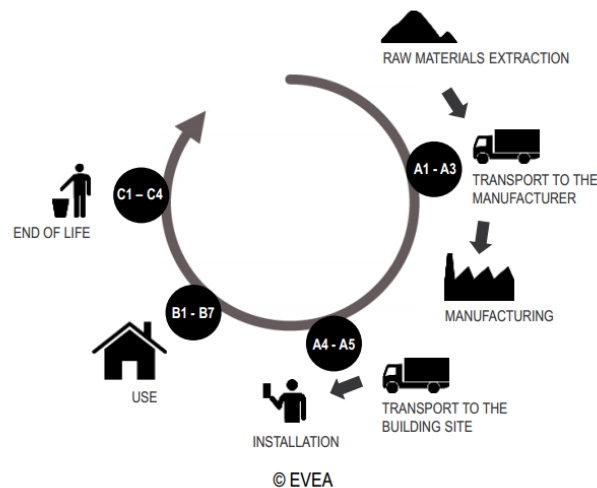 RAW MATERIALS EXTRACTION
A1 - A3
TRANSPORT TO THE
MANUFACTURER
MANUFACTURING
A4 - A5
TRANSPORT TO THE
BUILDING SITE
INSTALLATION
B1 - B7
USE
C1 – C4
END OF LIFE
© EVEA